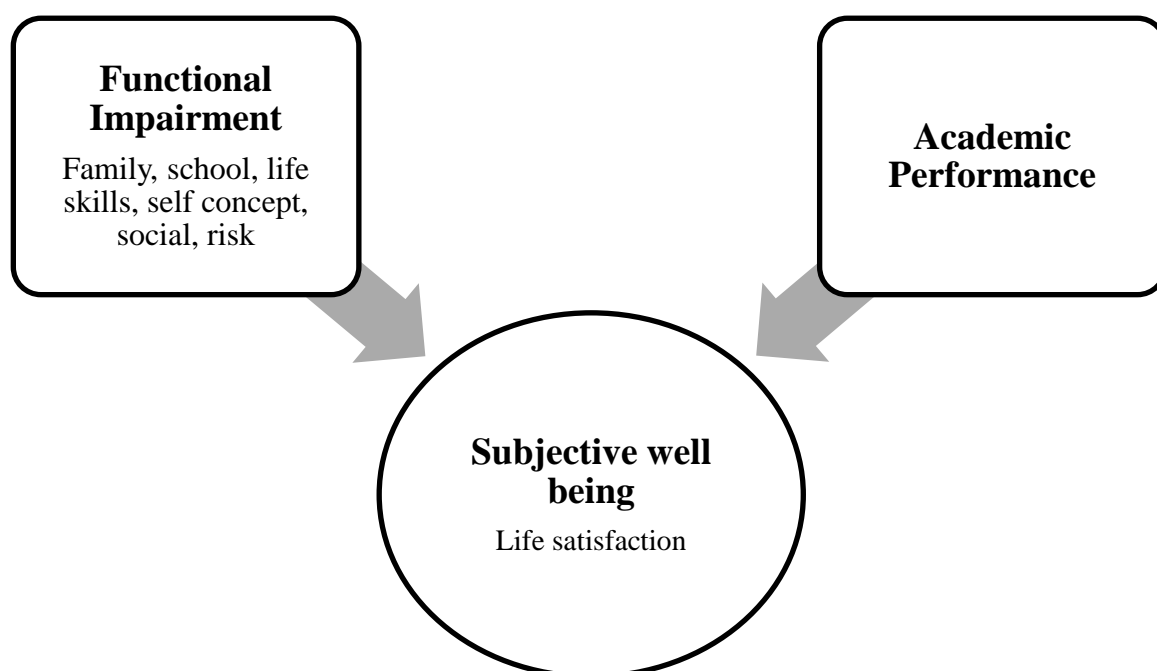 Functional
Impairment
Family, school, life
skills, self concept,
social, risk
Academic
Performance
Subjective well
being
Life satisfaction